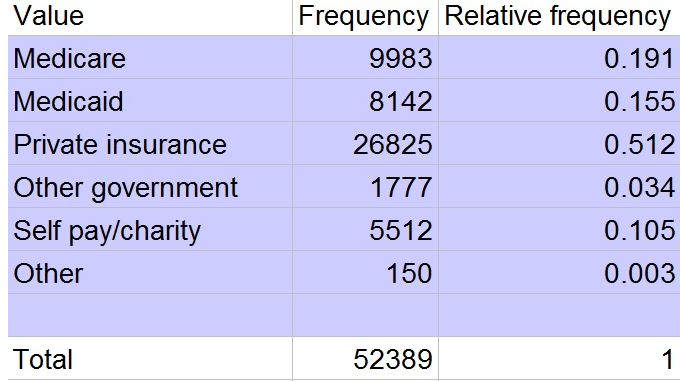 Value Frequency Relative frequency
Medicare 9983 0.191
Medicaid 8142 0.155
Private insurance 26825 0.512
Other government 1777 0.034
Self pay/charity 5512 0.105
Other 150 0.003
Total 52389 1